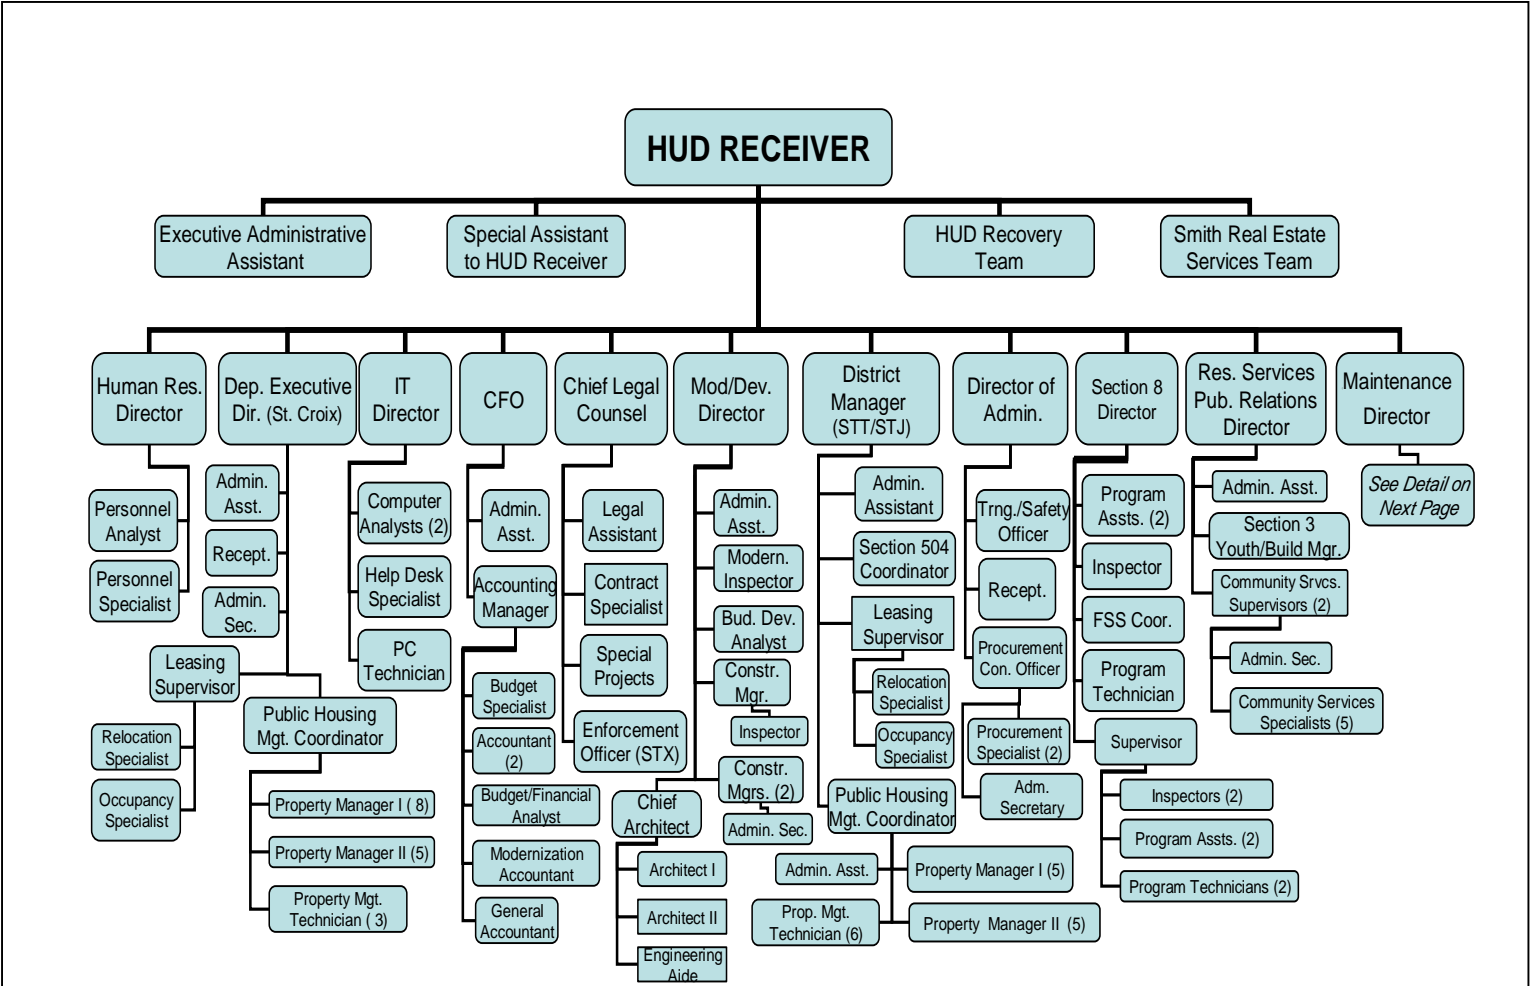 HUD RECEIVER
Executive Administrative
Assistant
Special Assistant
to HUD Receiver
HUD Recovery
Team
Smith Real Estate
Services Team
Human Res.
Director
Dep. Executive
Dir. (St. Croix)
IT
Director
CFO
Chief Legal
Counsel
Mod/Dev.
Director
District
Manager
(STT/STJ)
Director of
Admin.
Section 8
Director
Res. Services
Pub. Relations
Director
Maintenance
Director
Personnel
Analyst
Personnel
Specialist
Admin.
Asst.
Recept.
Admin.
Sec.
Leasing
Supervisor
Relocation
Specialist
Occupancy
Specialist
Public Housing
Mgt. Coordinator
Property Manager I ( 8)
Property Manager II (5)
Property Mgt.
Technician ( 3)
Computer
Analysts (2)
Help Desk
Specialist
PC
Technician
Admin.
Asst.
Accounting
Manager
Budget
Specialist
Accountant
(2)
Budget/Financial
Analyst
Modernization
Accountant
General
Accountant
Legal
Assistant
Contract
Specialist
Special
Projects
Enforcement
Officer (STX)
Admin.
Asst.
Modern.
Inspector
Bud. Dev.
Analyst
Constr.
Mgr.
Inspector
Constr.
Mgrs. (2)
Admin. Sec.
Chief
Architect
Architect I
Architect II
Engineering
Aide
Admin.
Assistant
Section 504
Coordinator
Leasing
Supervisor
Relocation
Specialist
Occupancy
Specialist
Public Housing
Mgt. Coordinator
Admin. Asst.
Property Manager I (5)
Prop. Mgt.
Technician (6)
Property Manager II (5)
Trng./Safety
Officer
Recept.
Procurement
Con. Officer
Procurement
Specialist (2)
Adm.
Secretary
Program
Assts. (2)
Inspector
FSS Coor.
Program
Technician
Supervisor
Inspectors (2)
Program Assts. (2)
Program Technicians (2)
Admin. Asst.
Section 3
Youth/Build Mgr.
Community Srvcs.
Supervisors (2)
Admin. Sec.
Community Services
Specialists (5)
See Detail on
Next Page